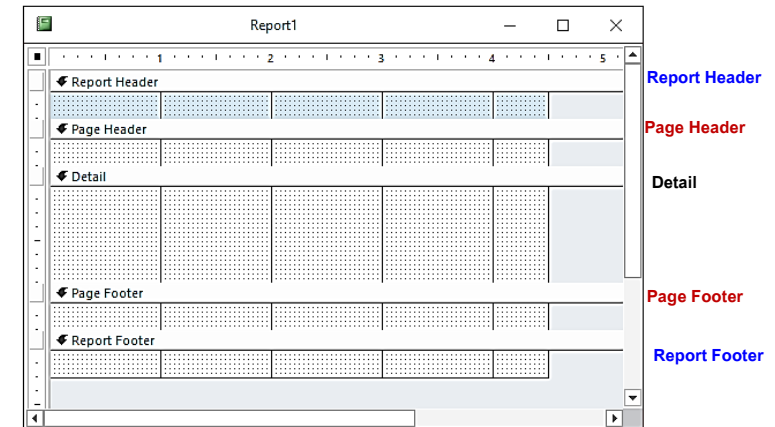 Report1
1 2 3 4 5
Report Header
Report Header
Page Header
Page Header
Detail
Detail
Page Footer
Page Footer
Report Footer
Report Footer